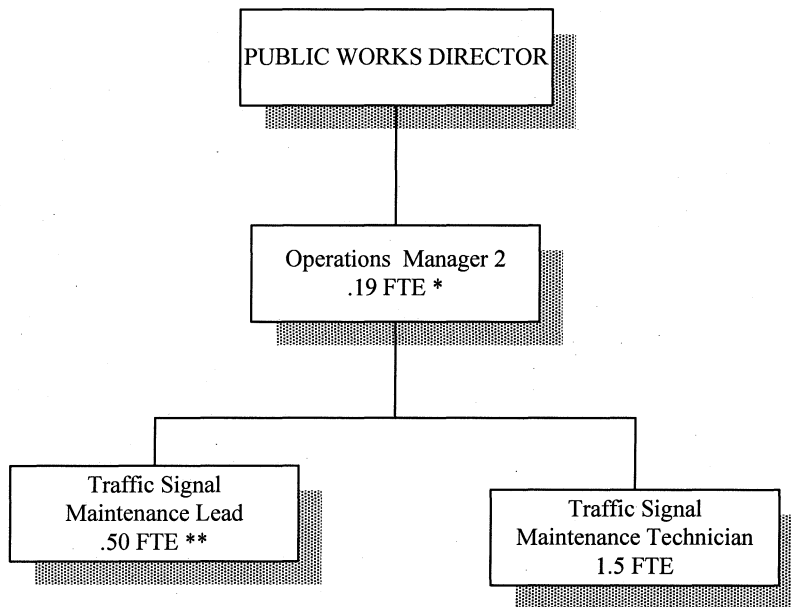 PUBLIC WORKS DIRECTOR
Operations Manager 2
.19 FTE *
Traffic Signal
Maintenance Lead
.50 FTE **
Traffic Signal
Maintenance Technician
1.5 FTE